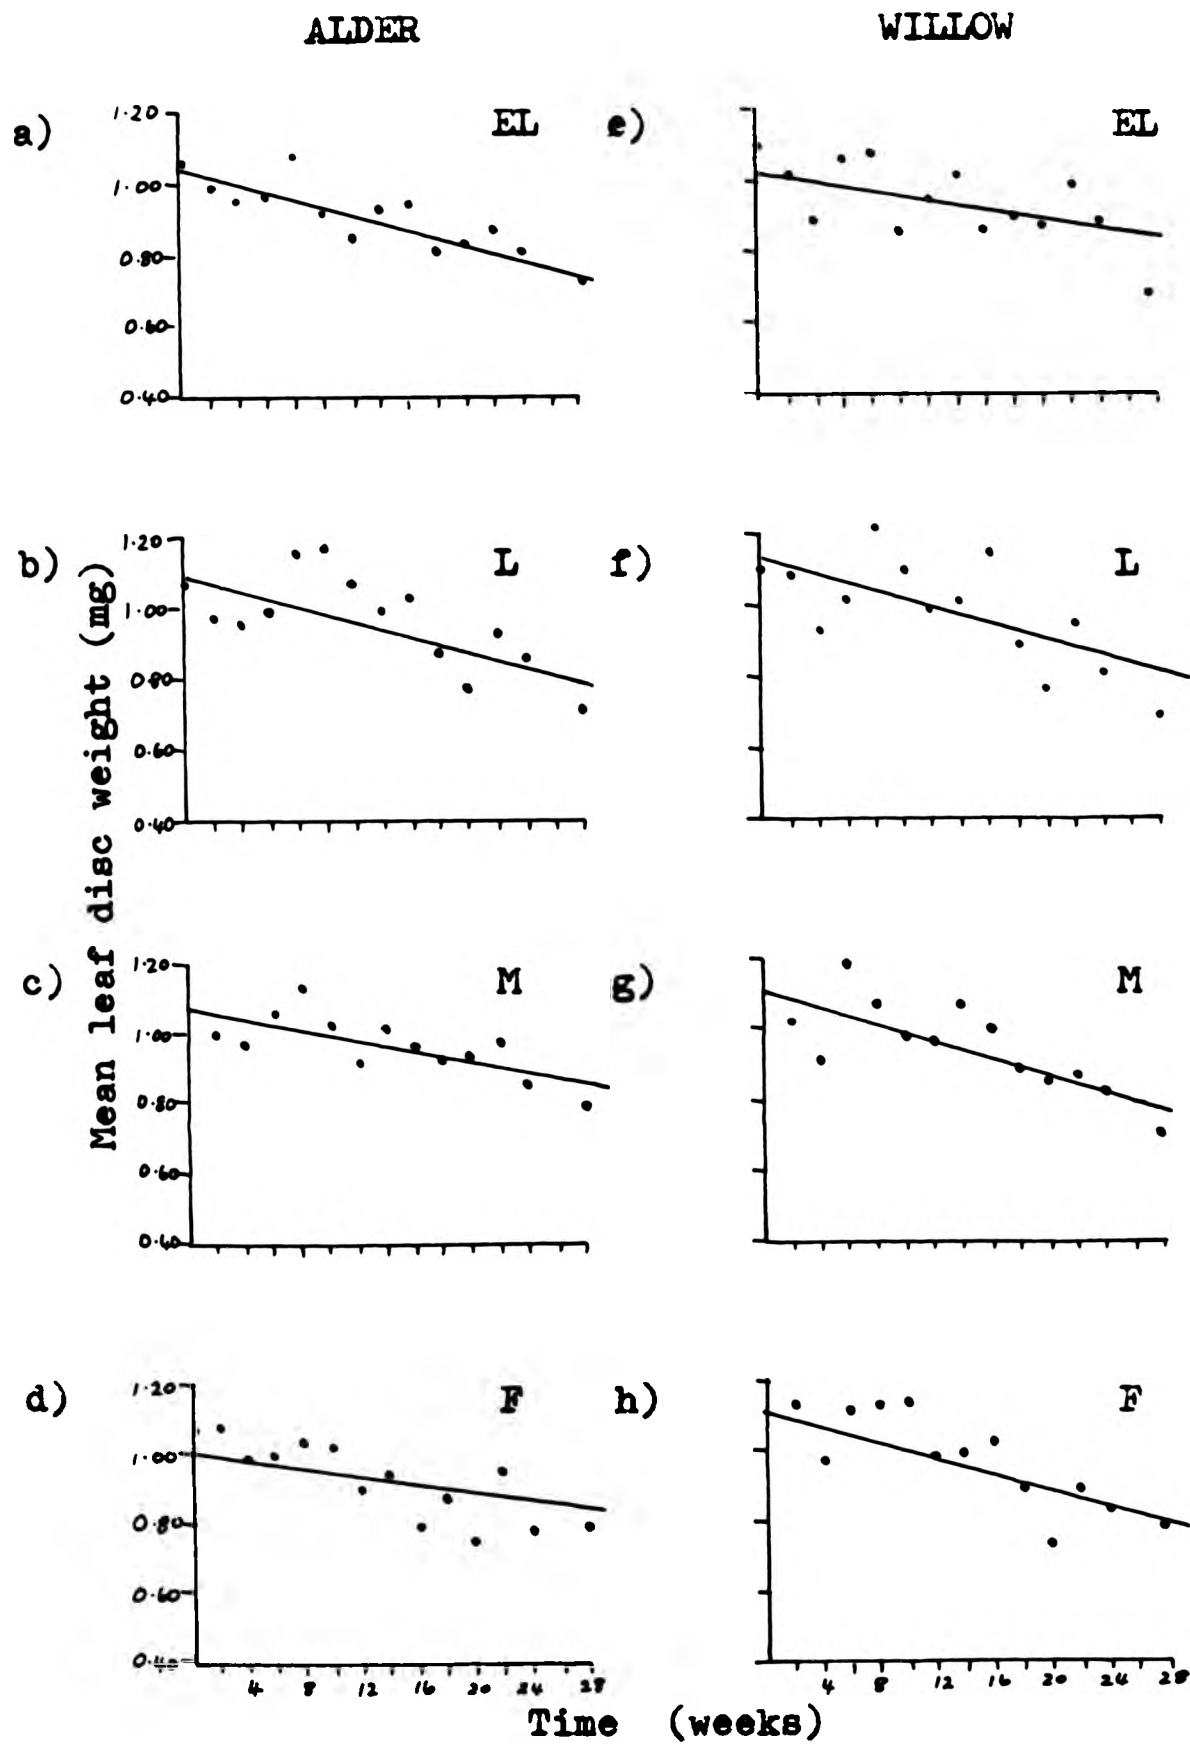 ALDER WILLOW
a) 1.20 EL e) EL
1.00
0.80
0.60
0.40
b) 1.20 L f) L
1.00
0.80
0.60
0.40
c) 1.20 M g) M
1.00
0.80
0.60
0.40
d) 1.20 F h) F
1.00
0.80
0.60
0.40
4 8 12 16 20 24 28 4 8 12 16 20 24 28
Time (weeks)
Mean leaf disc weight (mg)